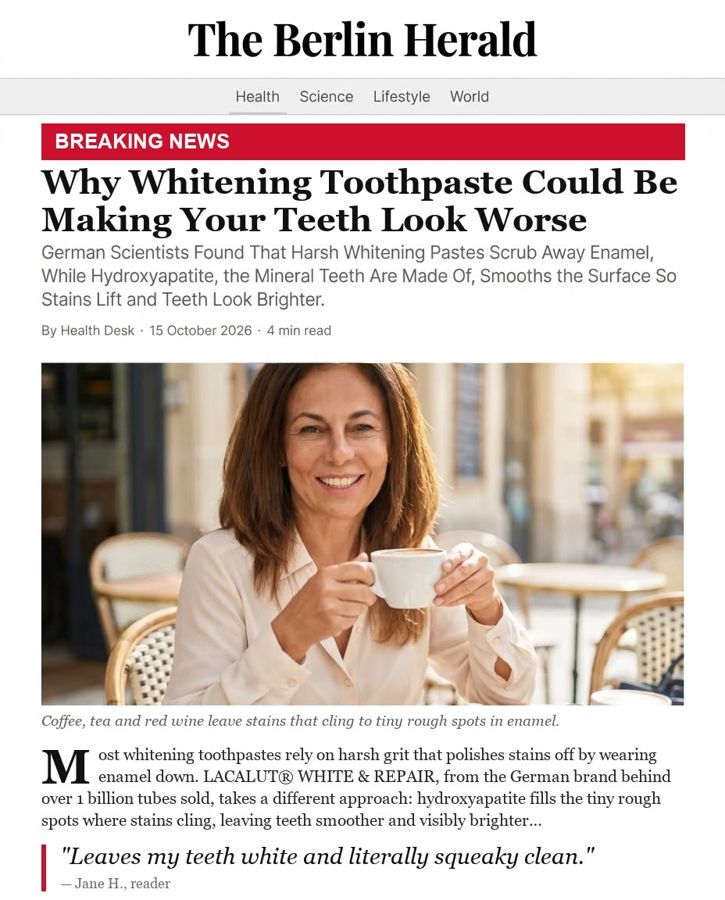 The Berlin Herald
Health Science Lifestyle World
BREAKING NEWS
Why Whitening Toothpaste Could Be
Making Your Teeth Look Worse
German Scientists Found That Harsh Whitening Pastes Scrub Away Enamel,
While Hydroxyapatite, the Mineral Teeth Are Made Of, Smooths the Surface So
Stains Lift and Teeth Look Brighter.
By Health Desk · 15 October 2026 · 4 min read
Coffee, tea and red wine leave stains that cling to tiny rough spots in enamel.
Most whitening toothpastes rely on harsh grit that polishes stains off by wearing
enamel down. LACALUT® WHITE & REPAIR, from the German brand behind
over 1 billion tubes sold, takes a different approach: hydroxyapatite fills the tiny rough
spots where stains cling, leaving teeth smoother and visibly brighter...
"Leaves my teeth white and literally squeaky clean."
— Jane H., reader